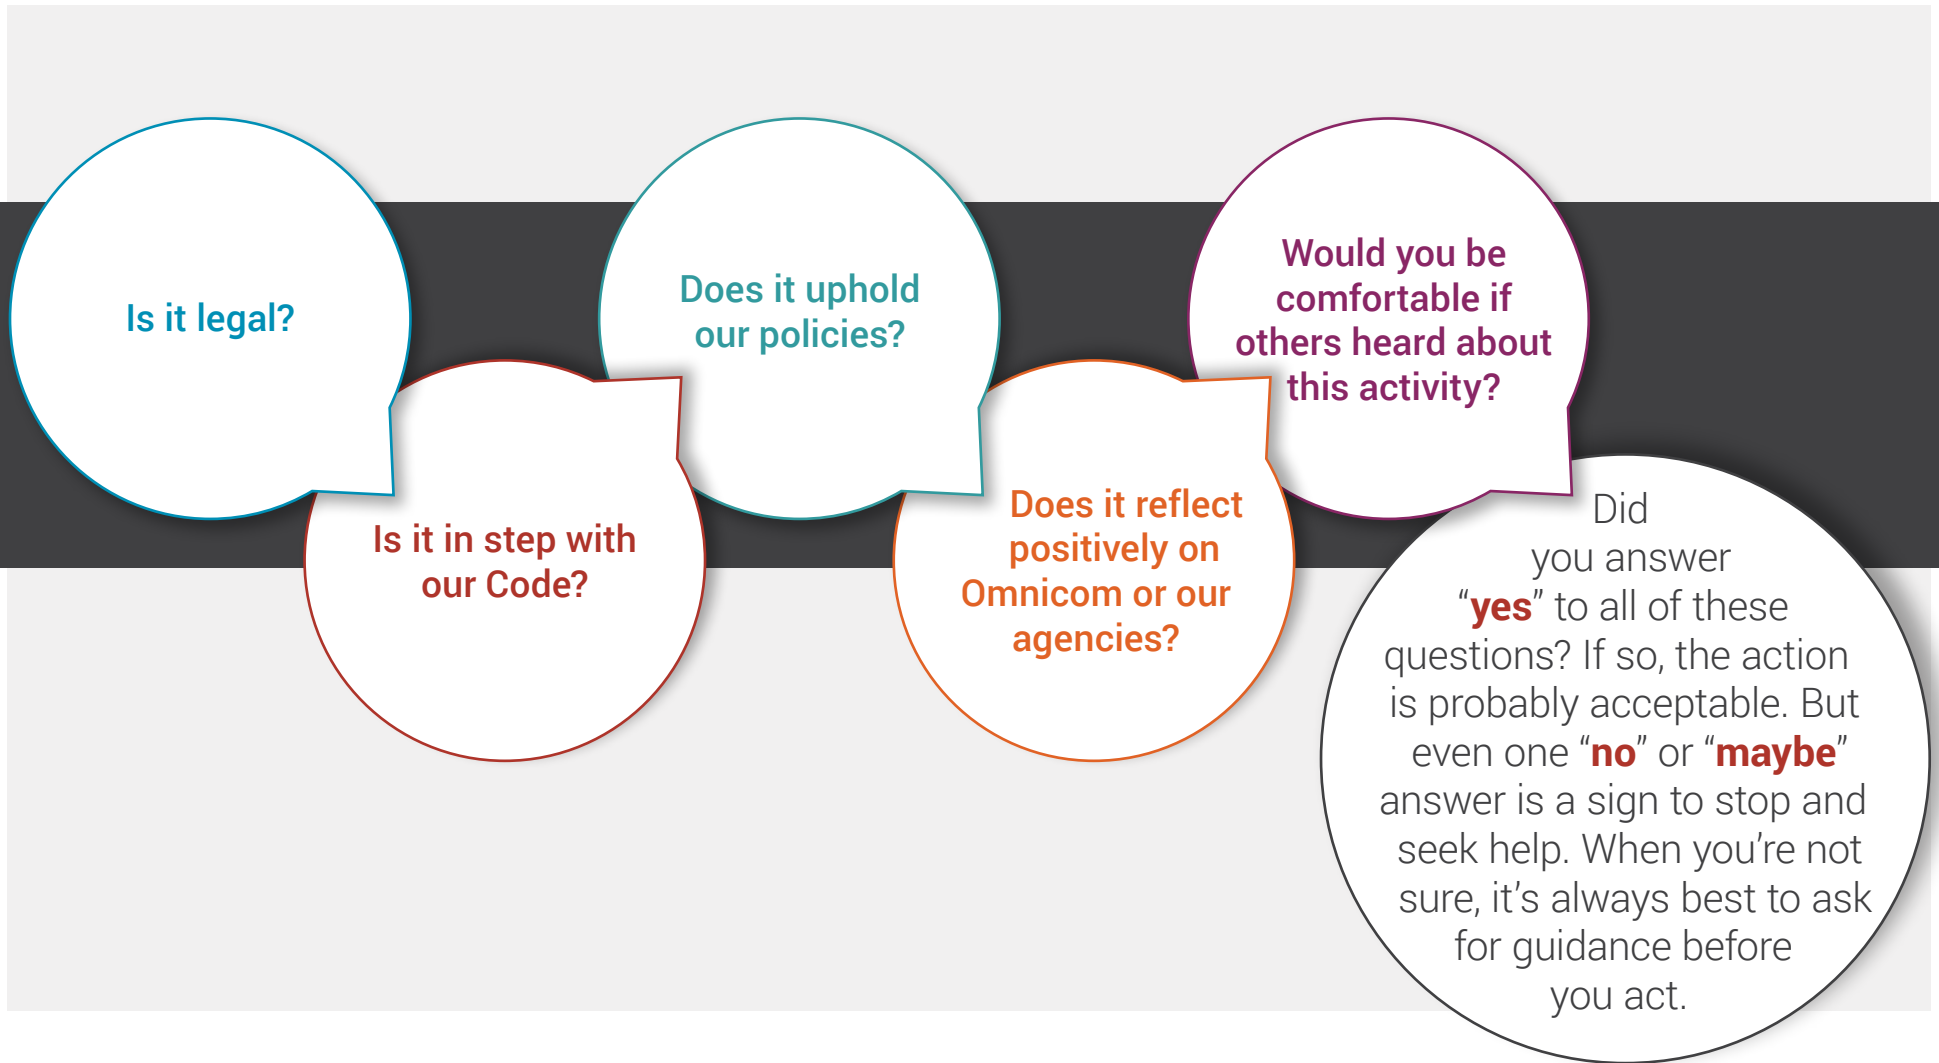 Is it legal?
Is it in step with
our Code?
Does it uphold
our policies?
Does it reflect
positively on
Omnicom or our
agencies?
Would you be
comfortable if
others heard about
this activity?
Did
you answer
“yes” to all of these
questions? If so, the action
is probably acceptable. But
even one “no” or “maybe”
answer is a sign to stop and
seek help. When you’re not
sure, it’s always best to ask
for guidance before
you act.